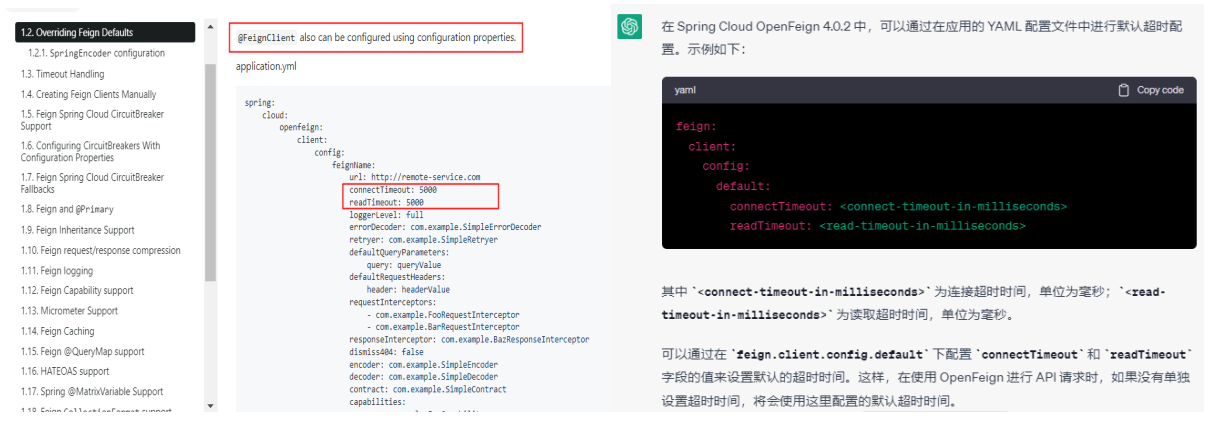 1.2. Overriding Feign Defaults
1.2.1. SpringEncoder configuration
1.3. Timeout Handling
1.4. Creating Feign Clients Manually
1.5. Feign Spring Cloud CircuitBreaker
Support
1.6. Configuring CircuitBreakers With
Configuration Properties
1.7. Feign Spring Cloud CircuitBreaker
Fallbacks
1.8. Feign and @Primary
1.9. Feign Inheritance Support
1.10. Feign request/response compression
1.11. Feign logging
1.12. Feign Capability support
1.13. Micrometer Support
1.14. Feign Caching
1.15. Feign @QueryMap support
1.16. HATEOAS support
1.17. Spring @MatrixVariable Support
1.18. Feign CollectionFormat support
@FeignClient also can be configured using configuration properties.
application.yml
spring:
cloud:
openfeign:
client:
config:
feignName:
url: http://remote-service.com
connectTimeout: 5000
readTimeout: 5000
loggerLevel: full
errorDecoder: com.example.SimpleErrorDecoder
retryer: com.example.SimpleRetryer
defaultQueryParameters:
query: queryValue
defaultRequestHeaders:
header: headerValue
requestInterceptors:
- com.example.FooRequestInterceptor
- com.example.BarRequestInterceptor
responseInterceptor: com.example.BazResponseInterceptor
dismiss404: false
encoder: com.example.SimpleEncoder
decoder: com.example.SimpleDecoder
contract: com.example.SimpleContract
capabilities:
在 Spring Cloud OpenFeign 4.0.2 中，可以通过在应用的 YAML 配置文件中进行默认超时配
置。示例如下：
yaml
Copy code
feign:
client:
config:
default:
connectTimeout: <connect-timeout-in-milliseconds>
readTimeout: <read-timeout-in-milliseconds>
其中 `<connect-timeout-in-milliseconds>` 为连接超时时间，单位为毫秒；`<read-
timeout-in-milliseconds>` 为读取超时时间，单位为毫秒。
可以通过在 `feign.client.config.default` 下配置 `connectTimeout` 和 `readTimeout`
字段的值来设置默认的超时时间。这样，在使用 OpenFeign 进行 API 请求时，如果没有单独
设置超时时间，将会使用这里配置的默认超时时间。